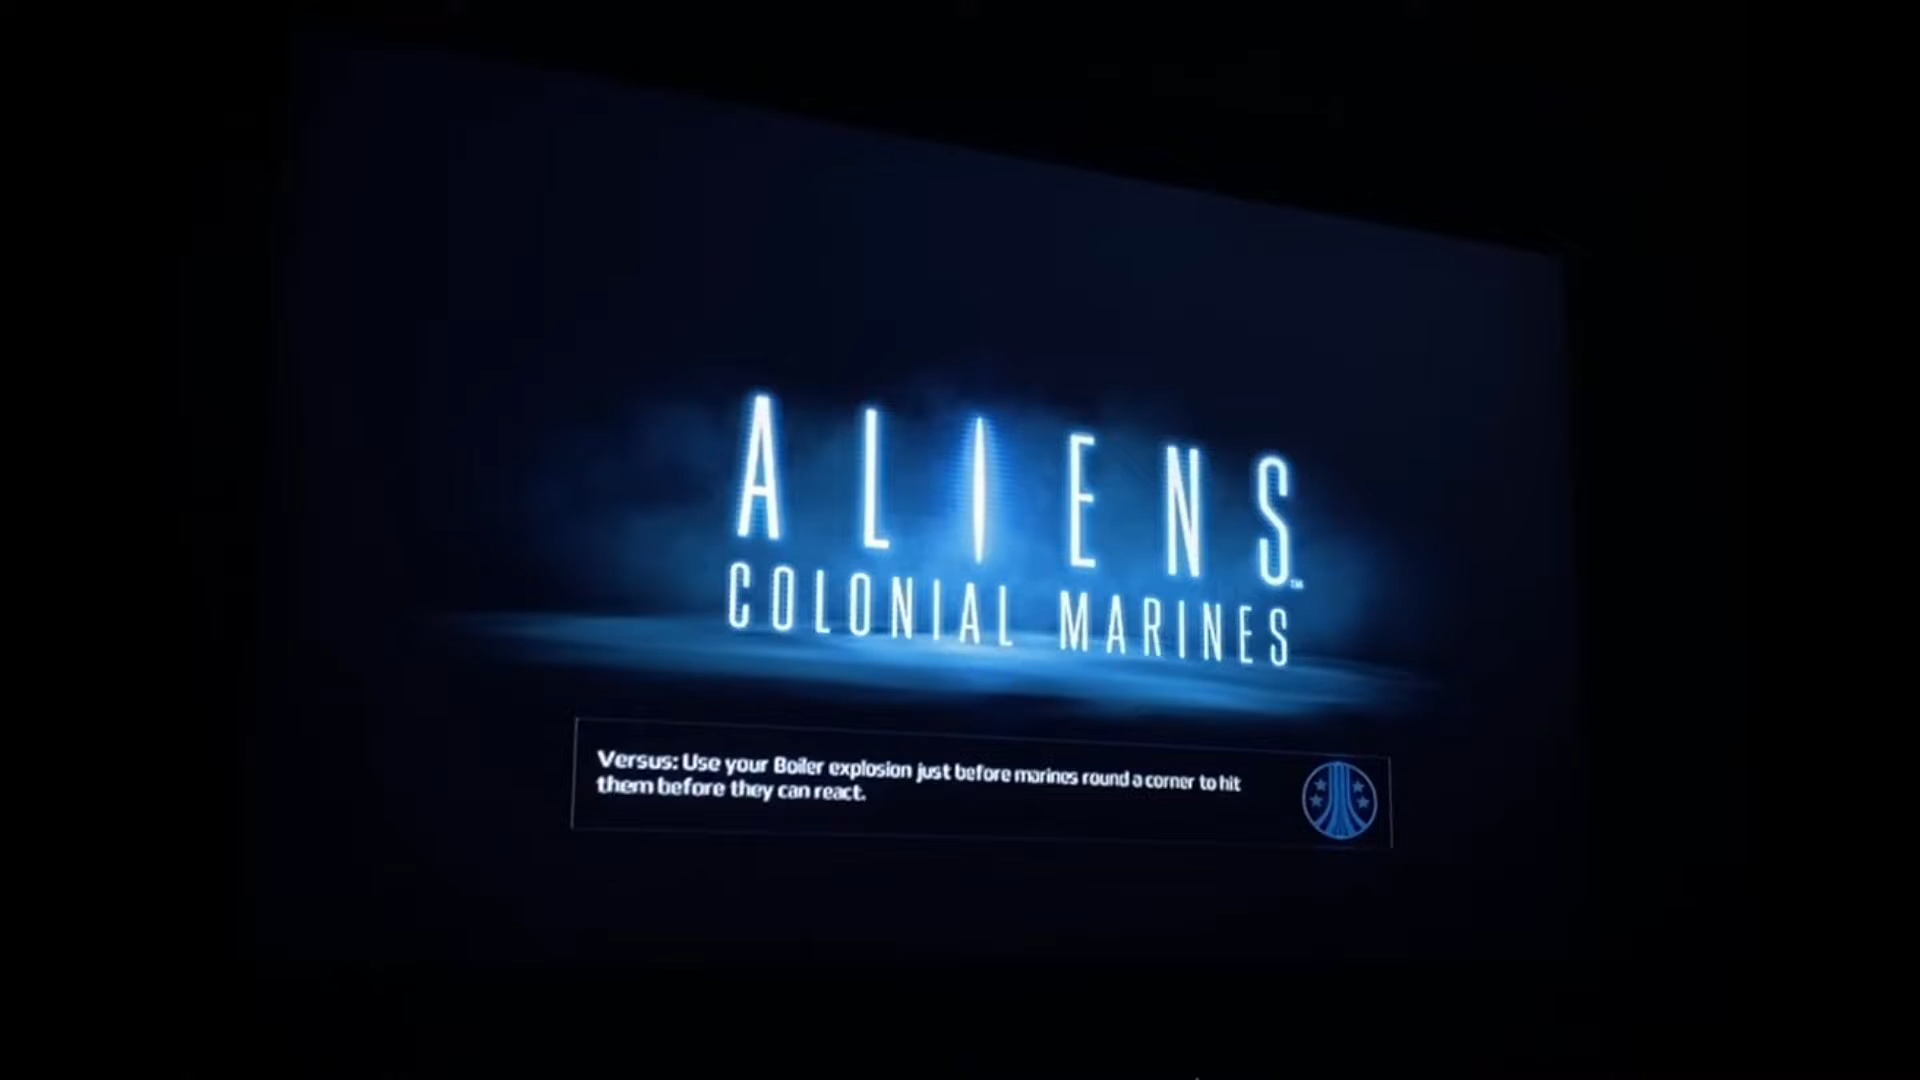 ALIENS™
COLONIAL MARINES
Versus: Use your Boiler explosion just before marines round a corner to hit
them before they can react.